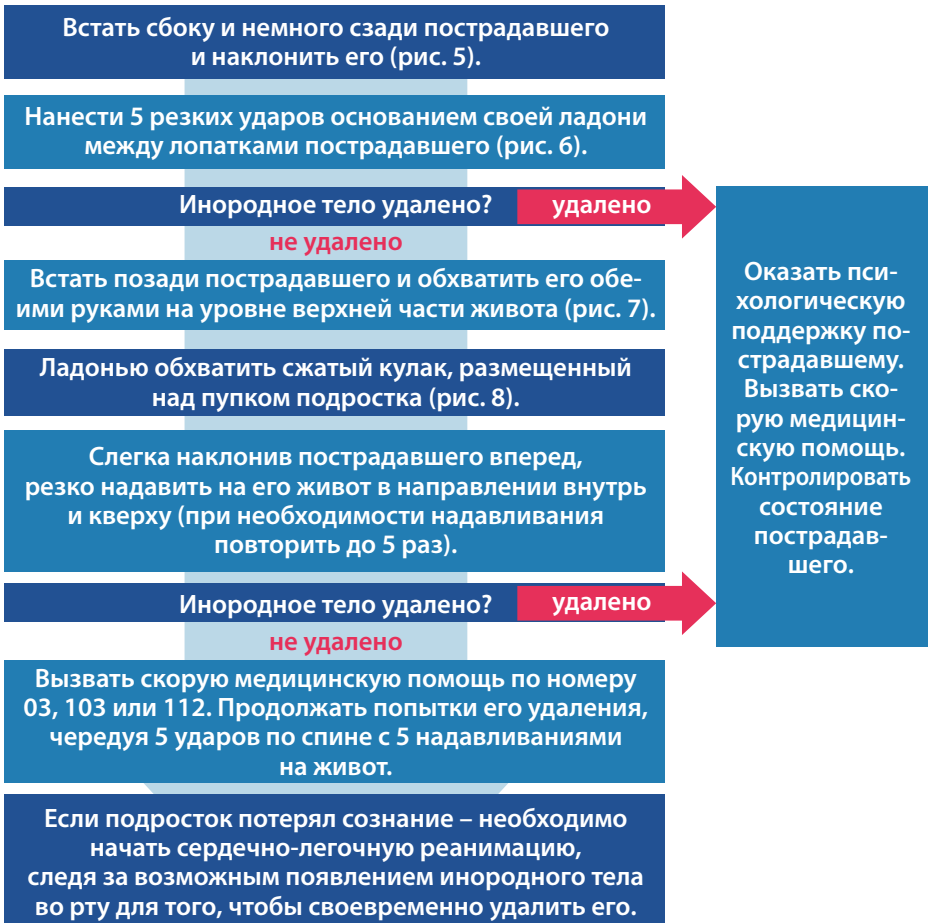 Встать сбоку и немного сзади пострадавшего
и наклонить его (рис. 5).
Нанести 5 резких ударов основанием своей ладони
между лопатками пострадавшего (рис. 6).
Инородное тело удалено?
удалено
не удалено
Встать позади пострадавшего и обхватить его обе-
ими руками на уровне верхней части живота (рис. 7).
Ладонью обхватить сжатый кулак, размещенный
над пупком подростка (рис. 8).
Слегка наклонив пострадавшего вперед,
резко надавить на его живот в направлении внутрь
и кверху (при необходимости надавливания
повторить до 5 раз).
Инородное тело удалено?
удалено
не удалено
Вызвать скорую медицинскую помощь по номеру
03, 103 или 112. Продолжать попытки его удаления,
чередуя 5 ударов по спине с 5 надавливаниями
на живот.
Если подросток потерял сознание – необходимо
начать сердечно-легочную реанимацию,
следя за возможным появлением инородного тела
во рту для того, чтобы своевременно удалить его.
Оказать пси-
хологическую
поддержку по-
страдавшему.
Вызвать ско-
рую медицин-
скую помощь.
Контролировать
состояние
пострадав-
шего.